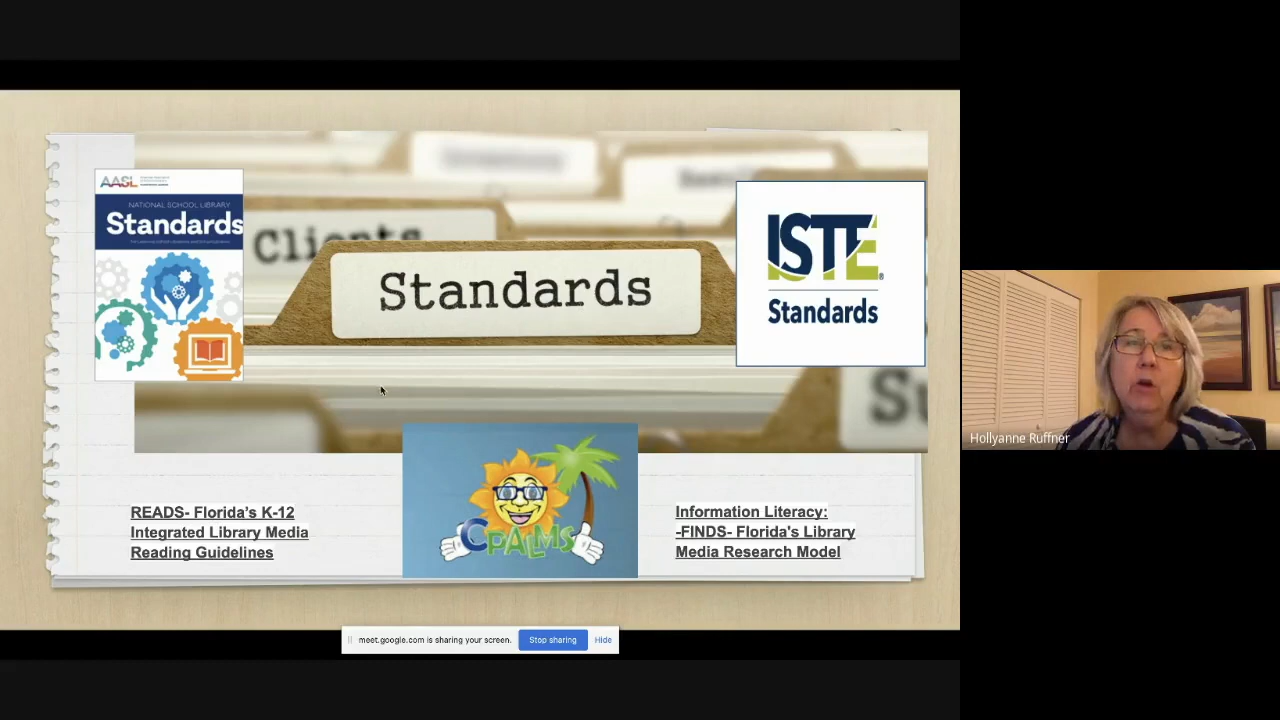 AASL
NATIONAL SCHOOL LIBRARY
Standards
Clients
Standards
ISTE
Standards
CPALMS
READS- Florida's K-12
Integrated Library Media
Reading Guidelines
Information Literacy:
-FINDS- Florida's Library
Media Research Model
meet.google.com is sharing your screen.
Stop sharing
Hide
Hollyanne Ruffner